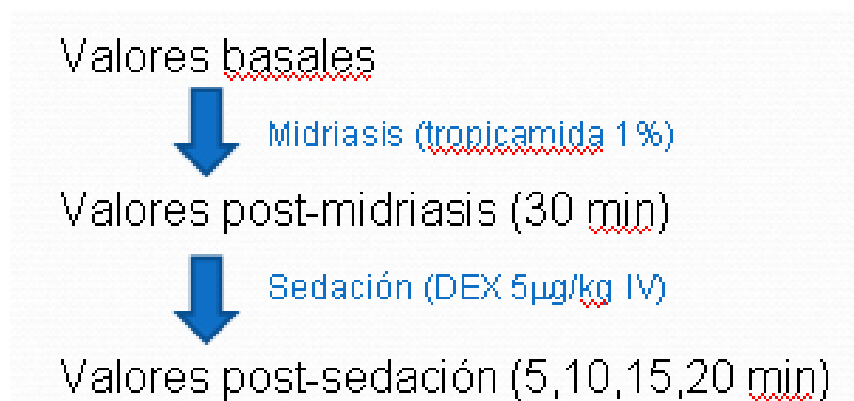 Valores basales
Midriasis (tropicamida 1%)
Valores post-midriasis (30 min)
Sedación (DEX 5µg/kg IV)
Valores post-sedación (5,10,15,20 min)